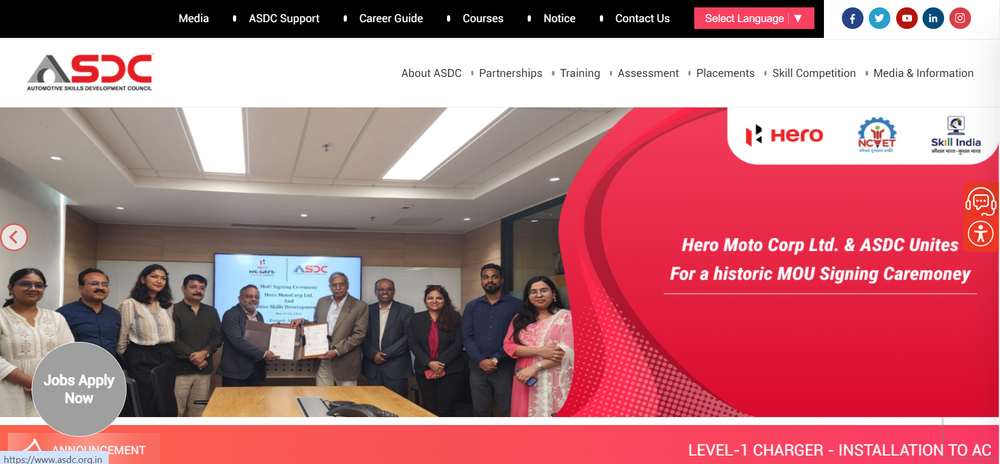 Media
ASDC Support
Career Guide
Courses
Notice
Contact Us
Select Language ▼
ASDC
AUTOMOTIVE SKILLS DEVELOPMENT COUNCIL
About ASDC
Partnerships
Training
Assessment
Placements
Skill Competition
Media & Information
Hero
NCVET
कौशल गुणवत्ता प्रगति
Skill India
कौशल भारत-कुशल भारत
Hero
we care
ASDC
MoU Signing Ceremony
Hero MotoCorp Ltd.
And
otive Skills Developmen
March 14, 2024
Project :
Hero Moto Corp Ltd. & ASDC Unites
For a historic MOU Signing Caremoney
Jobs Apply
Now
ANNOUNCEMENT
LEVEL-1 CHARGER - INSTALLATION TO AC
https://www.asdc.org.in